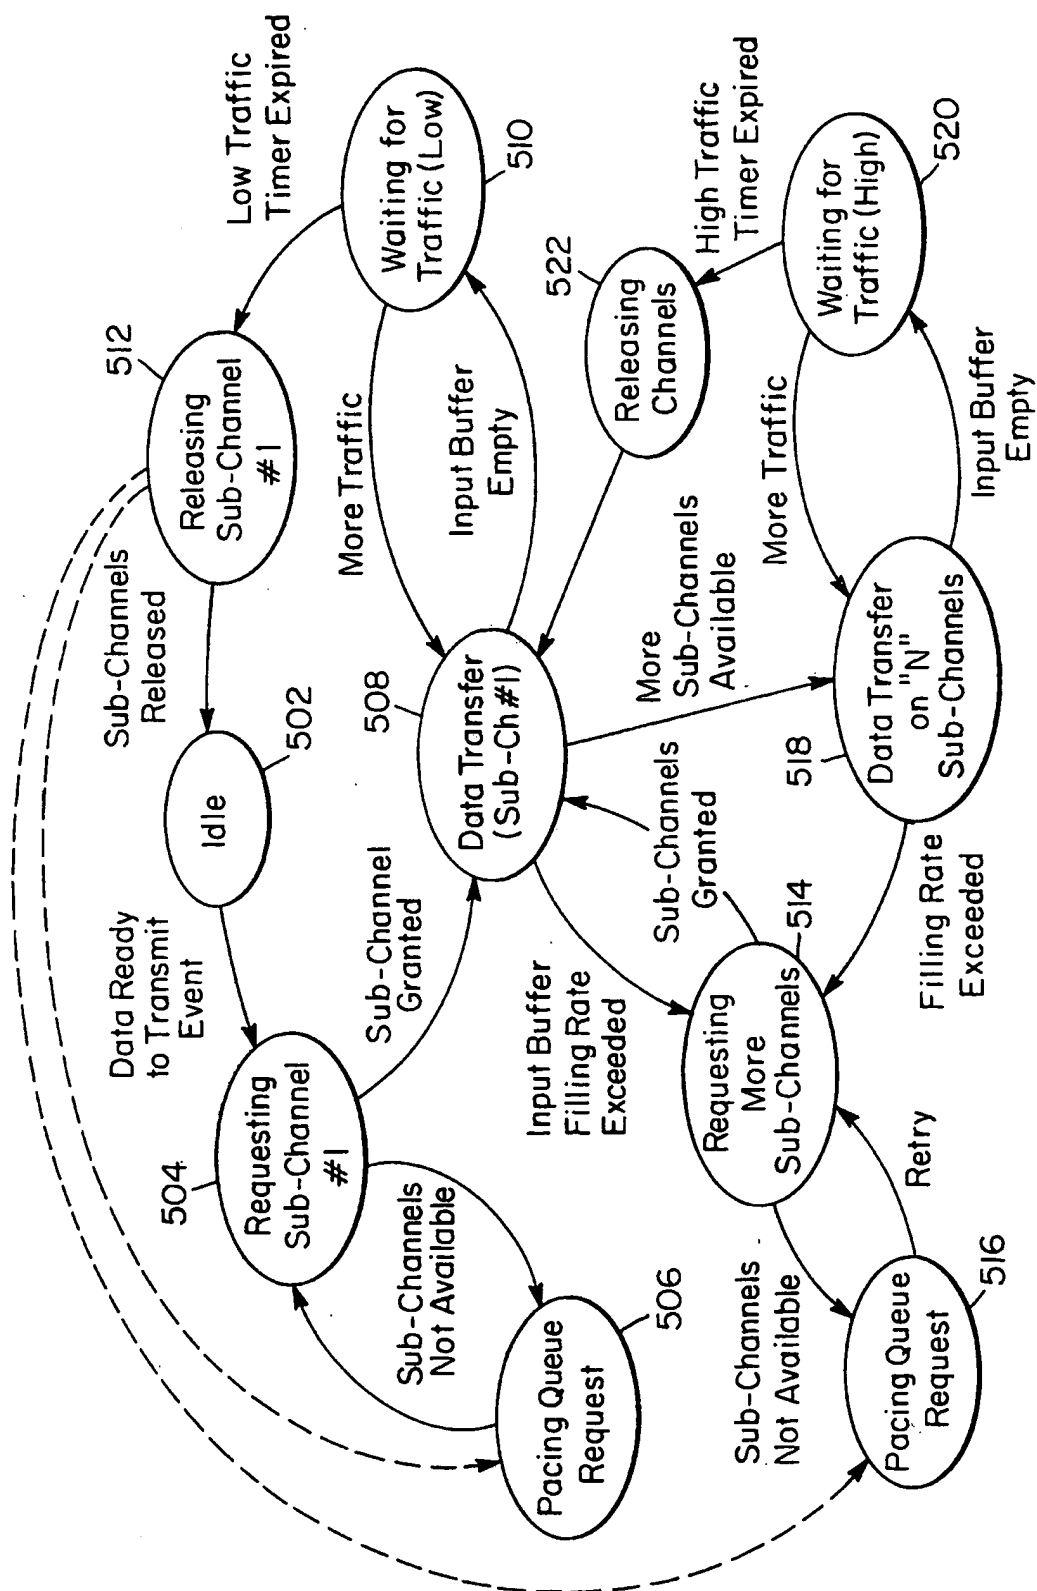 Low Traffic
Timer Expired
512
Releasing
Sub-Channel
#1
Waiting for
Traffic (Low)
510
Sub-Channels
Released
Idle
502
Data Ready
to Transmit
Event
504
Requesting
Sub-Channel
#1
Sub-Channel
Granted
Sub-Channels
Not Available
Pacing Queue
Request
506
508
Data Transfer
(Sub-Ch#1)
More Traffic
Input Buffer
Empty
522
Releasing
Channels
High Traffic
Timer Expired
Waiting for
Traffic (High)
520
More Traffic
Input Buffer
Empty
More
Sub-Channels
Available
518
Data Transfer
on "N"
Sub-Channels
Sub-Channels
Granted
Input Buffer
Filling Rate
Exceeded
Filling Rate
Exceeded
Requesting
More
Sub-Channels
514
Retry
Sub-Channels
Not Available
Pacing Queue
Request
516